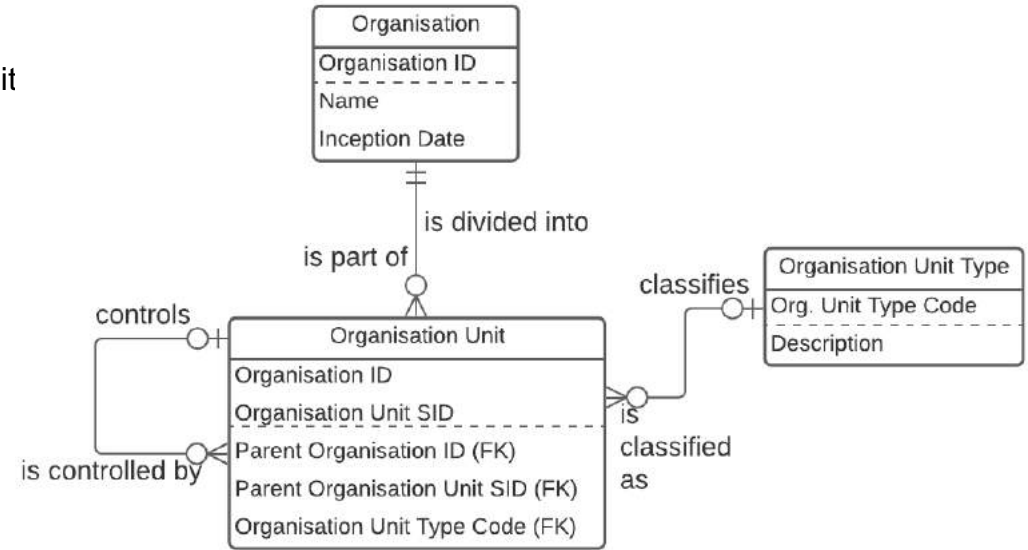 it
Organisation
Organisation ID
Name
Inception Date
is divided into
is part of
classifies
Organisation Unit Type
Org. Unit Type Code
Description
controls
Organisation Unit
Organisation ID
Organisation Unit SID
Parent Organisation ID (FK)
Parent Organisation Unit SID (FK)
Organisation Unit Type Code (FK)
is controlled by
is
classified
as